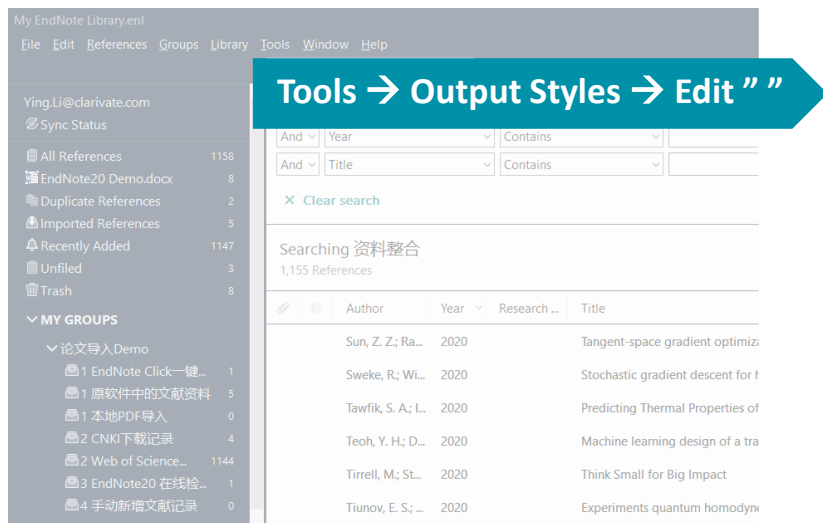 My EndNote Library.enl
File Edit References Groups Library Tools Window Help
Tools → Output Styles → Edit ” ”
Ying.Li@clarivate.com
Sync Status
And Year Contains
And Title Contains
All References 1158
EndNote20 Demo.docx 8
Duplicate References 2
Imported References 5
Recently Added 1147
Unfiled 3
Trash 8
MY GROUPS
论文导入Demo
1 EndNote Click一键... 1
1 原软件中的文献资料 5
1 本地PDF导入 0
2 CNKI下载记录 4
2 Web of Science... 1144
3 EndNote20 在线检... 1
4 手动新增文献记录 0
Clear search
Searching 资料整合
1,155 References
Author Year Research ... Title
Sun, Z. Z.; Ra... 2020 Tangent-space gradient optimiza
Sweke, R.; Wi... 2020 Stochastic gradient descent for
Tawfik, S. A.; I... 2020 Predicting Thermal Properties of
Teoh, Y. H.; D... 2020 Machine learning design of a tra
Tirrell, M.; St... 2020 Think Small for Big Impact
Tiunov, E. S.; ... 2020 Experiments quantum homodyn